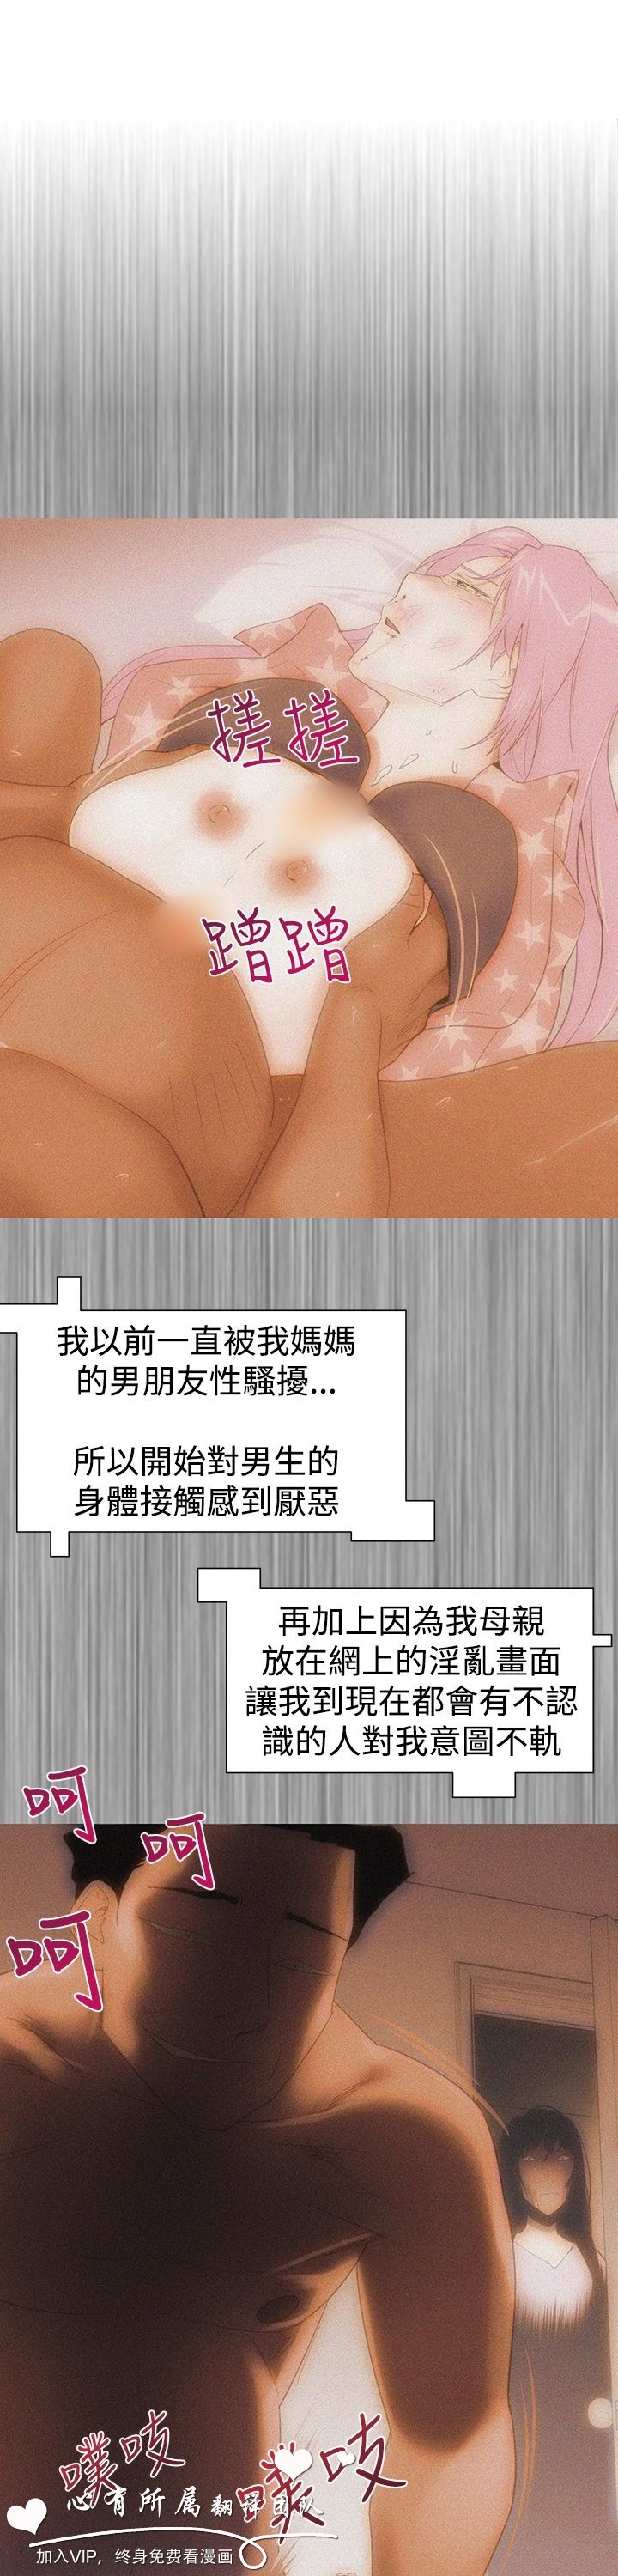 搓搓
蹭蹭
我以前一直被我媽媽
的男朋友性騷擾...
所以開始對男生的
身體接觸感到厭惡
再加上因為我母親
放在網上的淫亂畫面
讓我到現在都會有不認
識的人對我意圖不軌
呵
呵
呵
噗吱
噗吱
心有所属翻译团队
加入VIP，终身免费看漫画